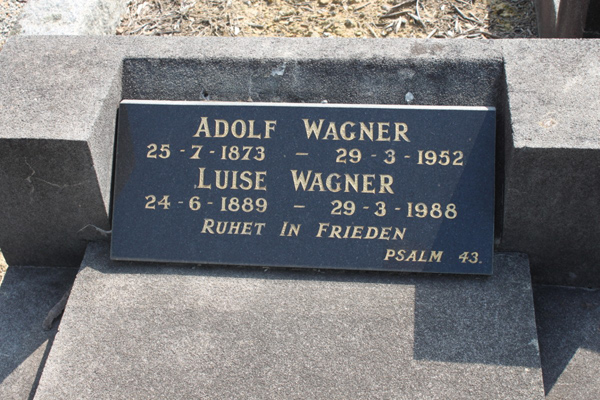 ADOLF WAGNER
25-7-1873 – 29-3-1952
LUISE WAGNER
24-6-1889 – 29-3-1988
RUHET IN FRIEDEN
PSALM 43.